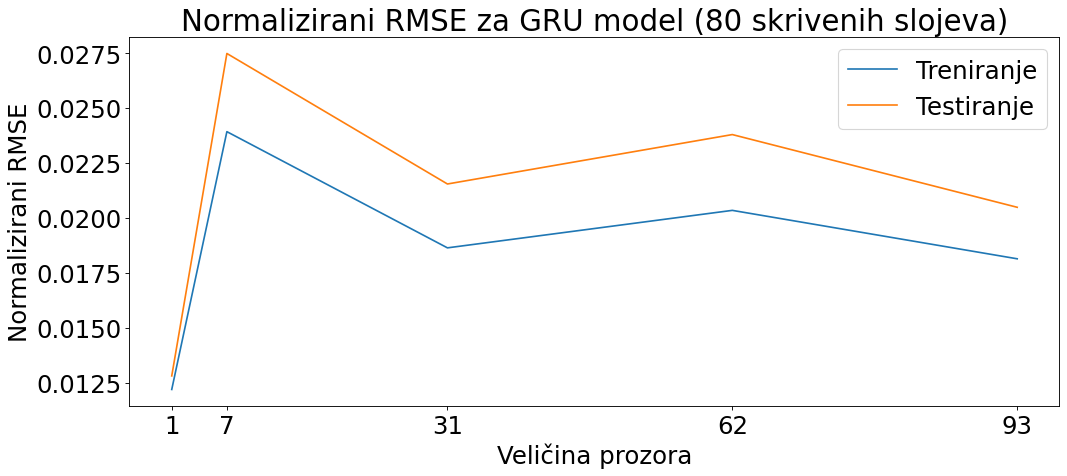 Normalizirani RMSE za GRU model (80 skrivenih slojeva)
Normalizirani RMSE
0.0275
0.0250
0.0225
0.0200
0.0175
0.0150
0.0125
Treniranje
Testiranje
1 7 31 62 93
Veličina prozora